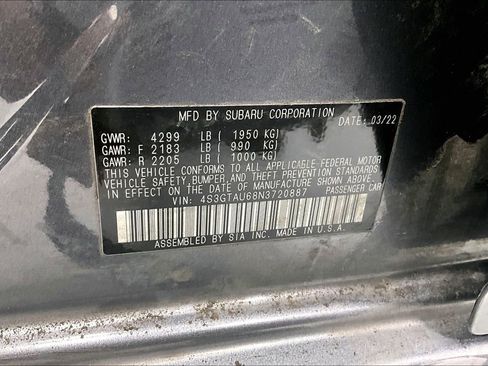 MFD BY SUBARU CORPORATION DATE: 03/22
GVWR: 4299 LB ( 1950 KG)
GAWR: F 2183 LB ( 990 KG)
GAWR: R 2205 LB ( 1000 KG)
THIS VEHICLE CONFORMS TO ALL APPLICABLE FEDERAL MOTOR
VEHICLE SAFETY, BUMPER, AND THEFT PREVENTION STANDARDS
IN EFFECT ON THE DATE OF MANUFACTURE SHOWN ABOVE.
VIN: 4S3GTAU68N3720887 PASSENGER CAR
ASSEMBLED BY SIA INC. MADE IN U.S.A.